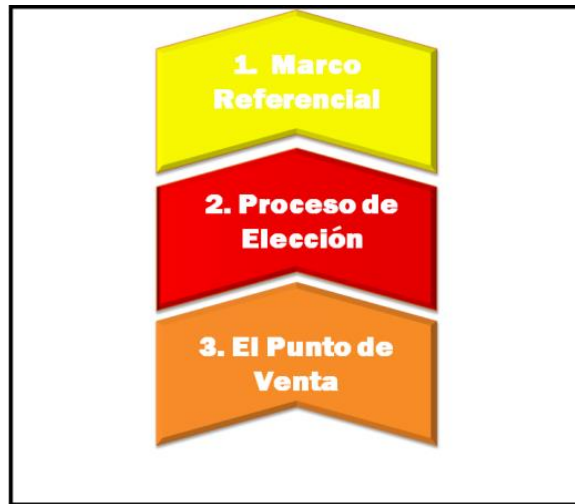 1. Marco
Referencial
2. Proceso de
Elección
3. El Punto de
Venta